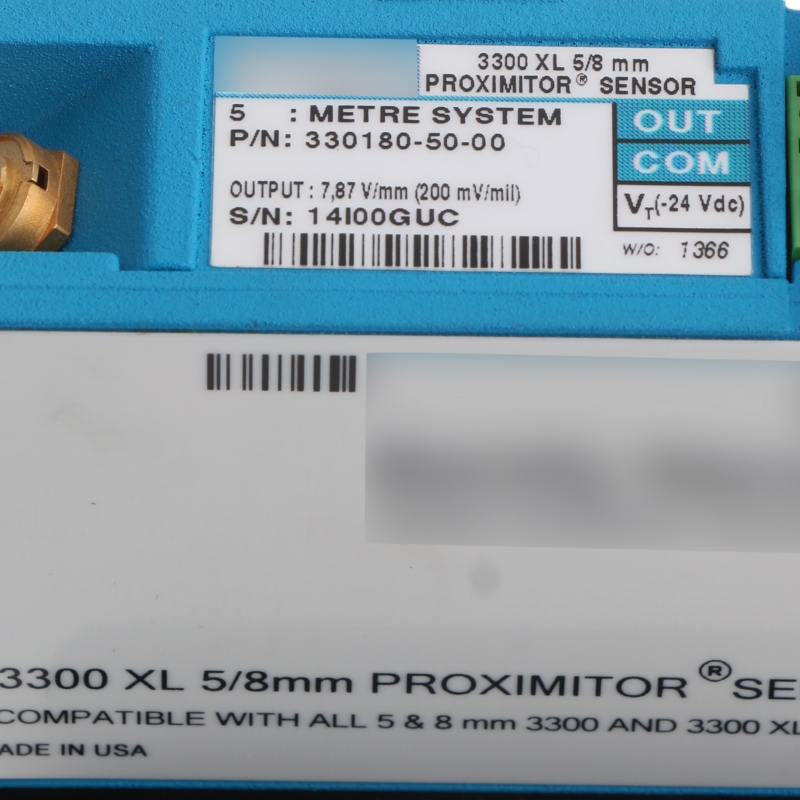 3300 XL 5/8 mm
PROXIMITOR® SENSOR
5 : METRE SYSTEM
P/N: 330180-50-00
OUT
COM
OUTPUT : 7,87 V/mm (200 mV/mil)
VT(-24 Vdc)
S/N: 14I00GUC
W/O: 1366
3300 XL 5/8mm PROXIMITOR® SE
COMPATIBLE WITH ALL 5 & 8 mm 3300 AND 3300 XL
ADE IN USA